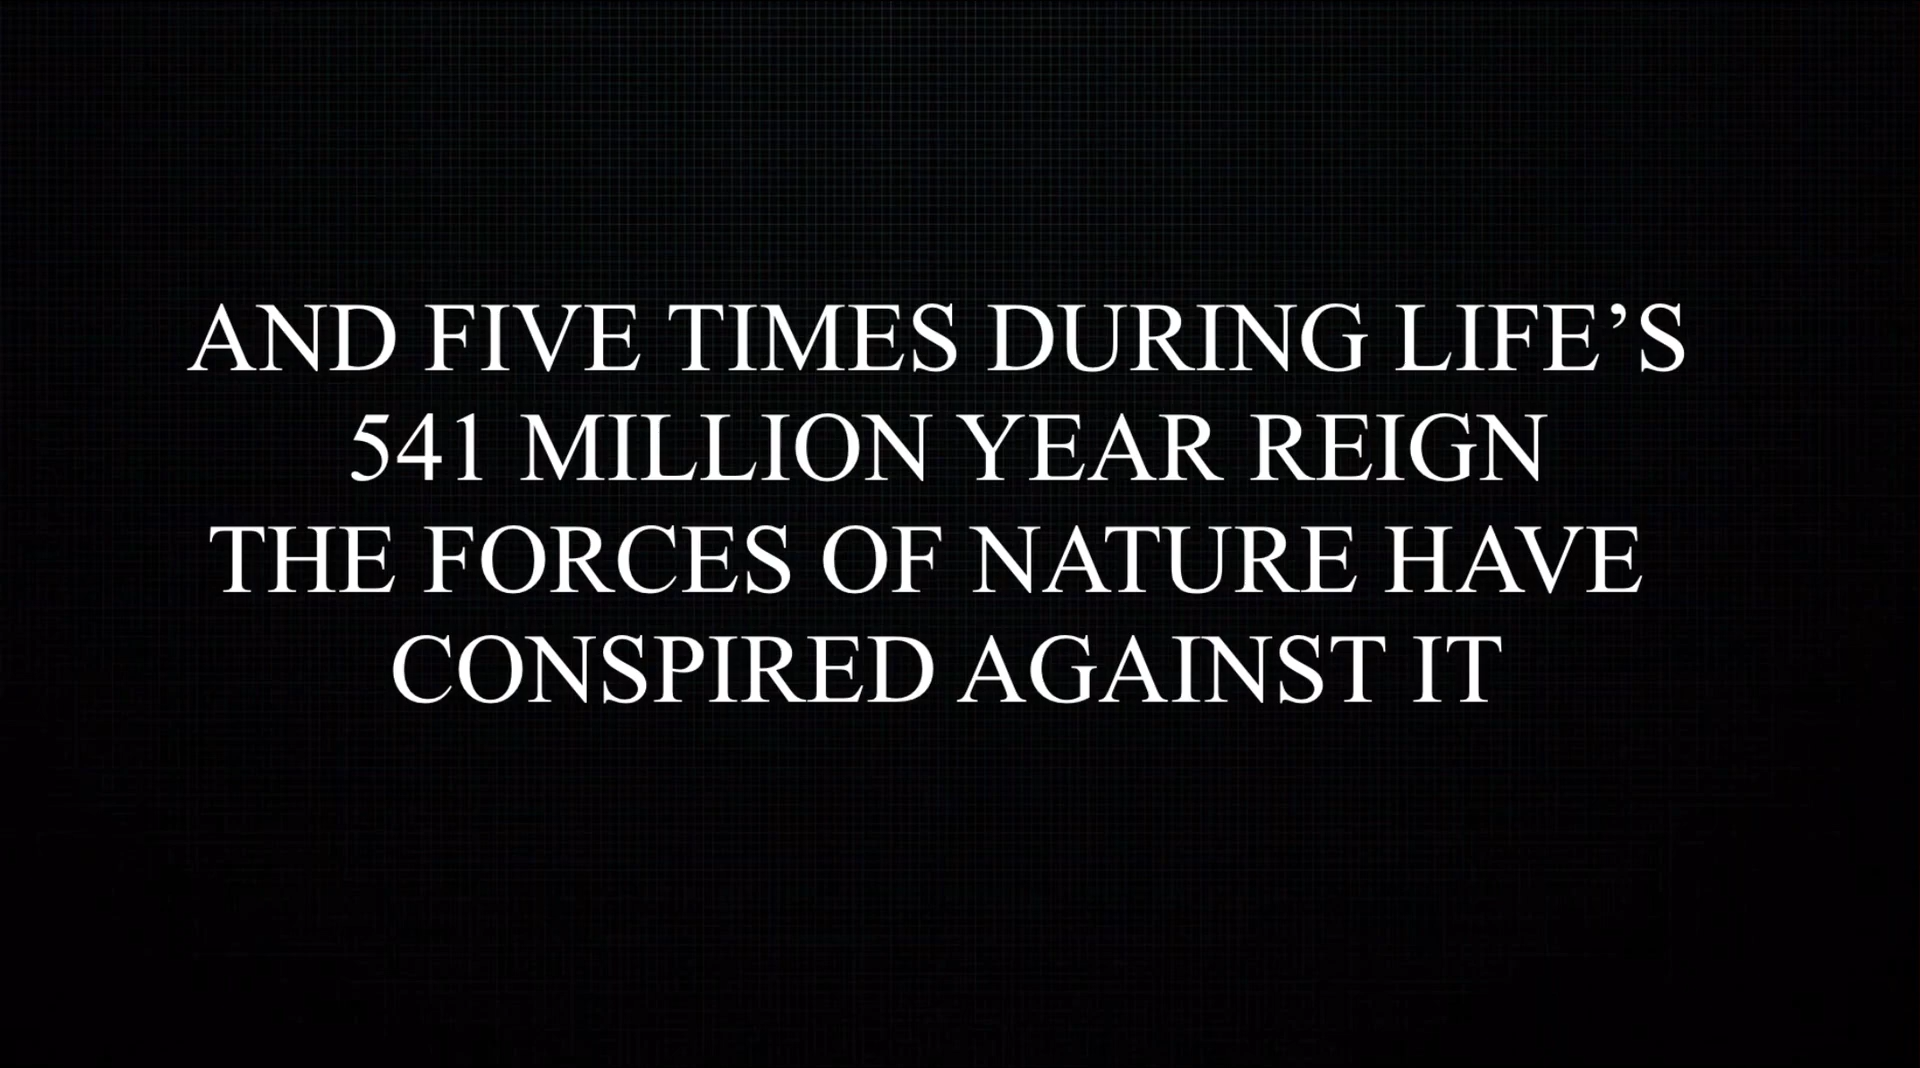 AND FIVE TIMES DURING LIFE’S
541 MILLION YEAR REIGN
THE FORCES OF NATURE HAVE
CONSPIRED AGAINST IT